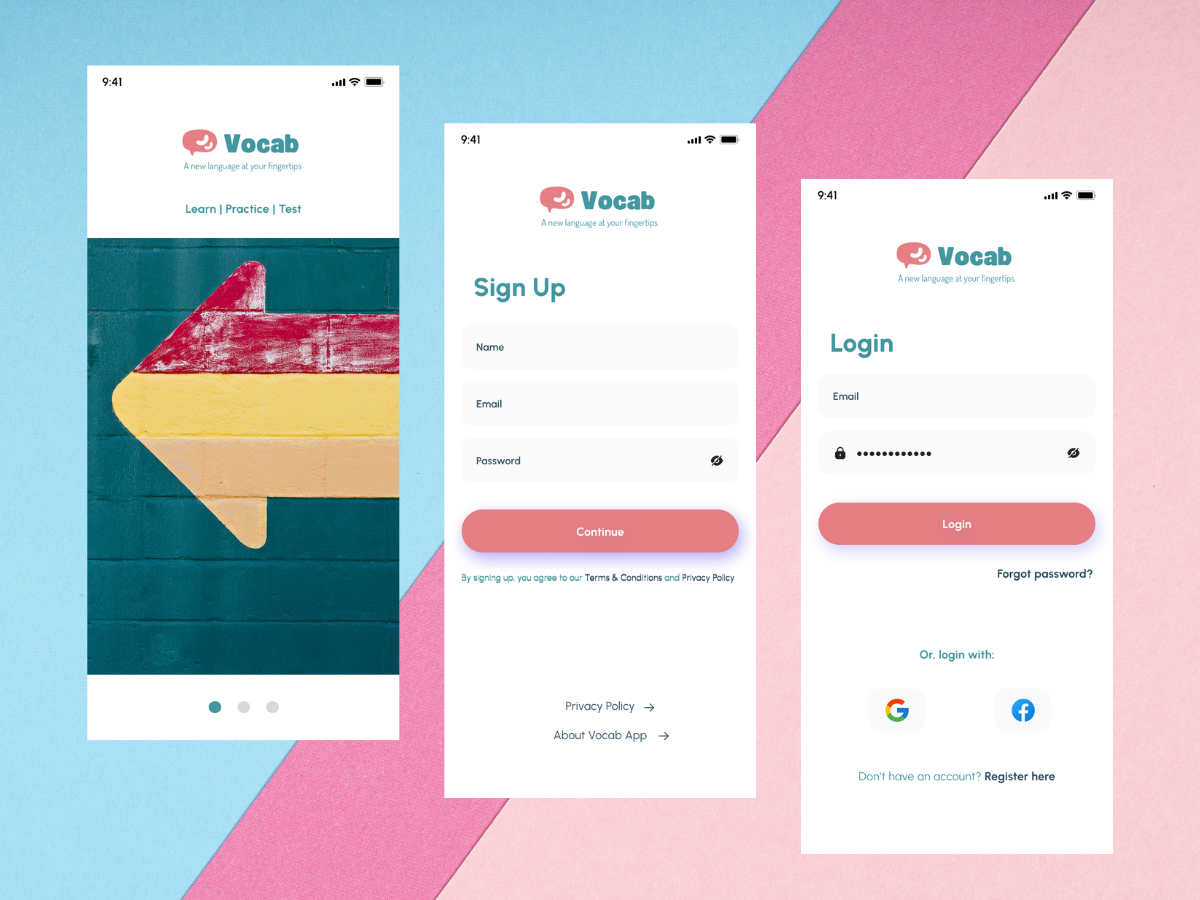 9:41
Vocab
A new language at your fingertips
Learn | Practice | Test
9:41
Vocab
A new language at your fingertips
Sign Up
Name
Email
Password
Continue
By signing up, you agree to our Terms & Conditions and Privacy Policy
Privacy Policy →
About Vocab App →
9:41
Vocab
A new language at your fingertips
Login
Email
••••••••••••
Login
Forgot password?
Or, login with:
Don't have an account? Register here